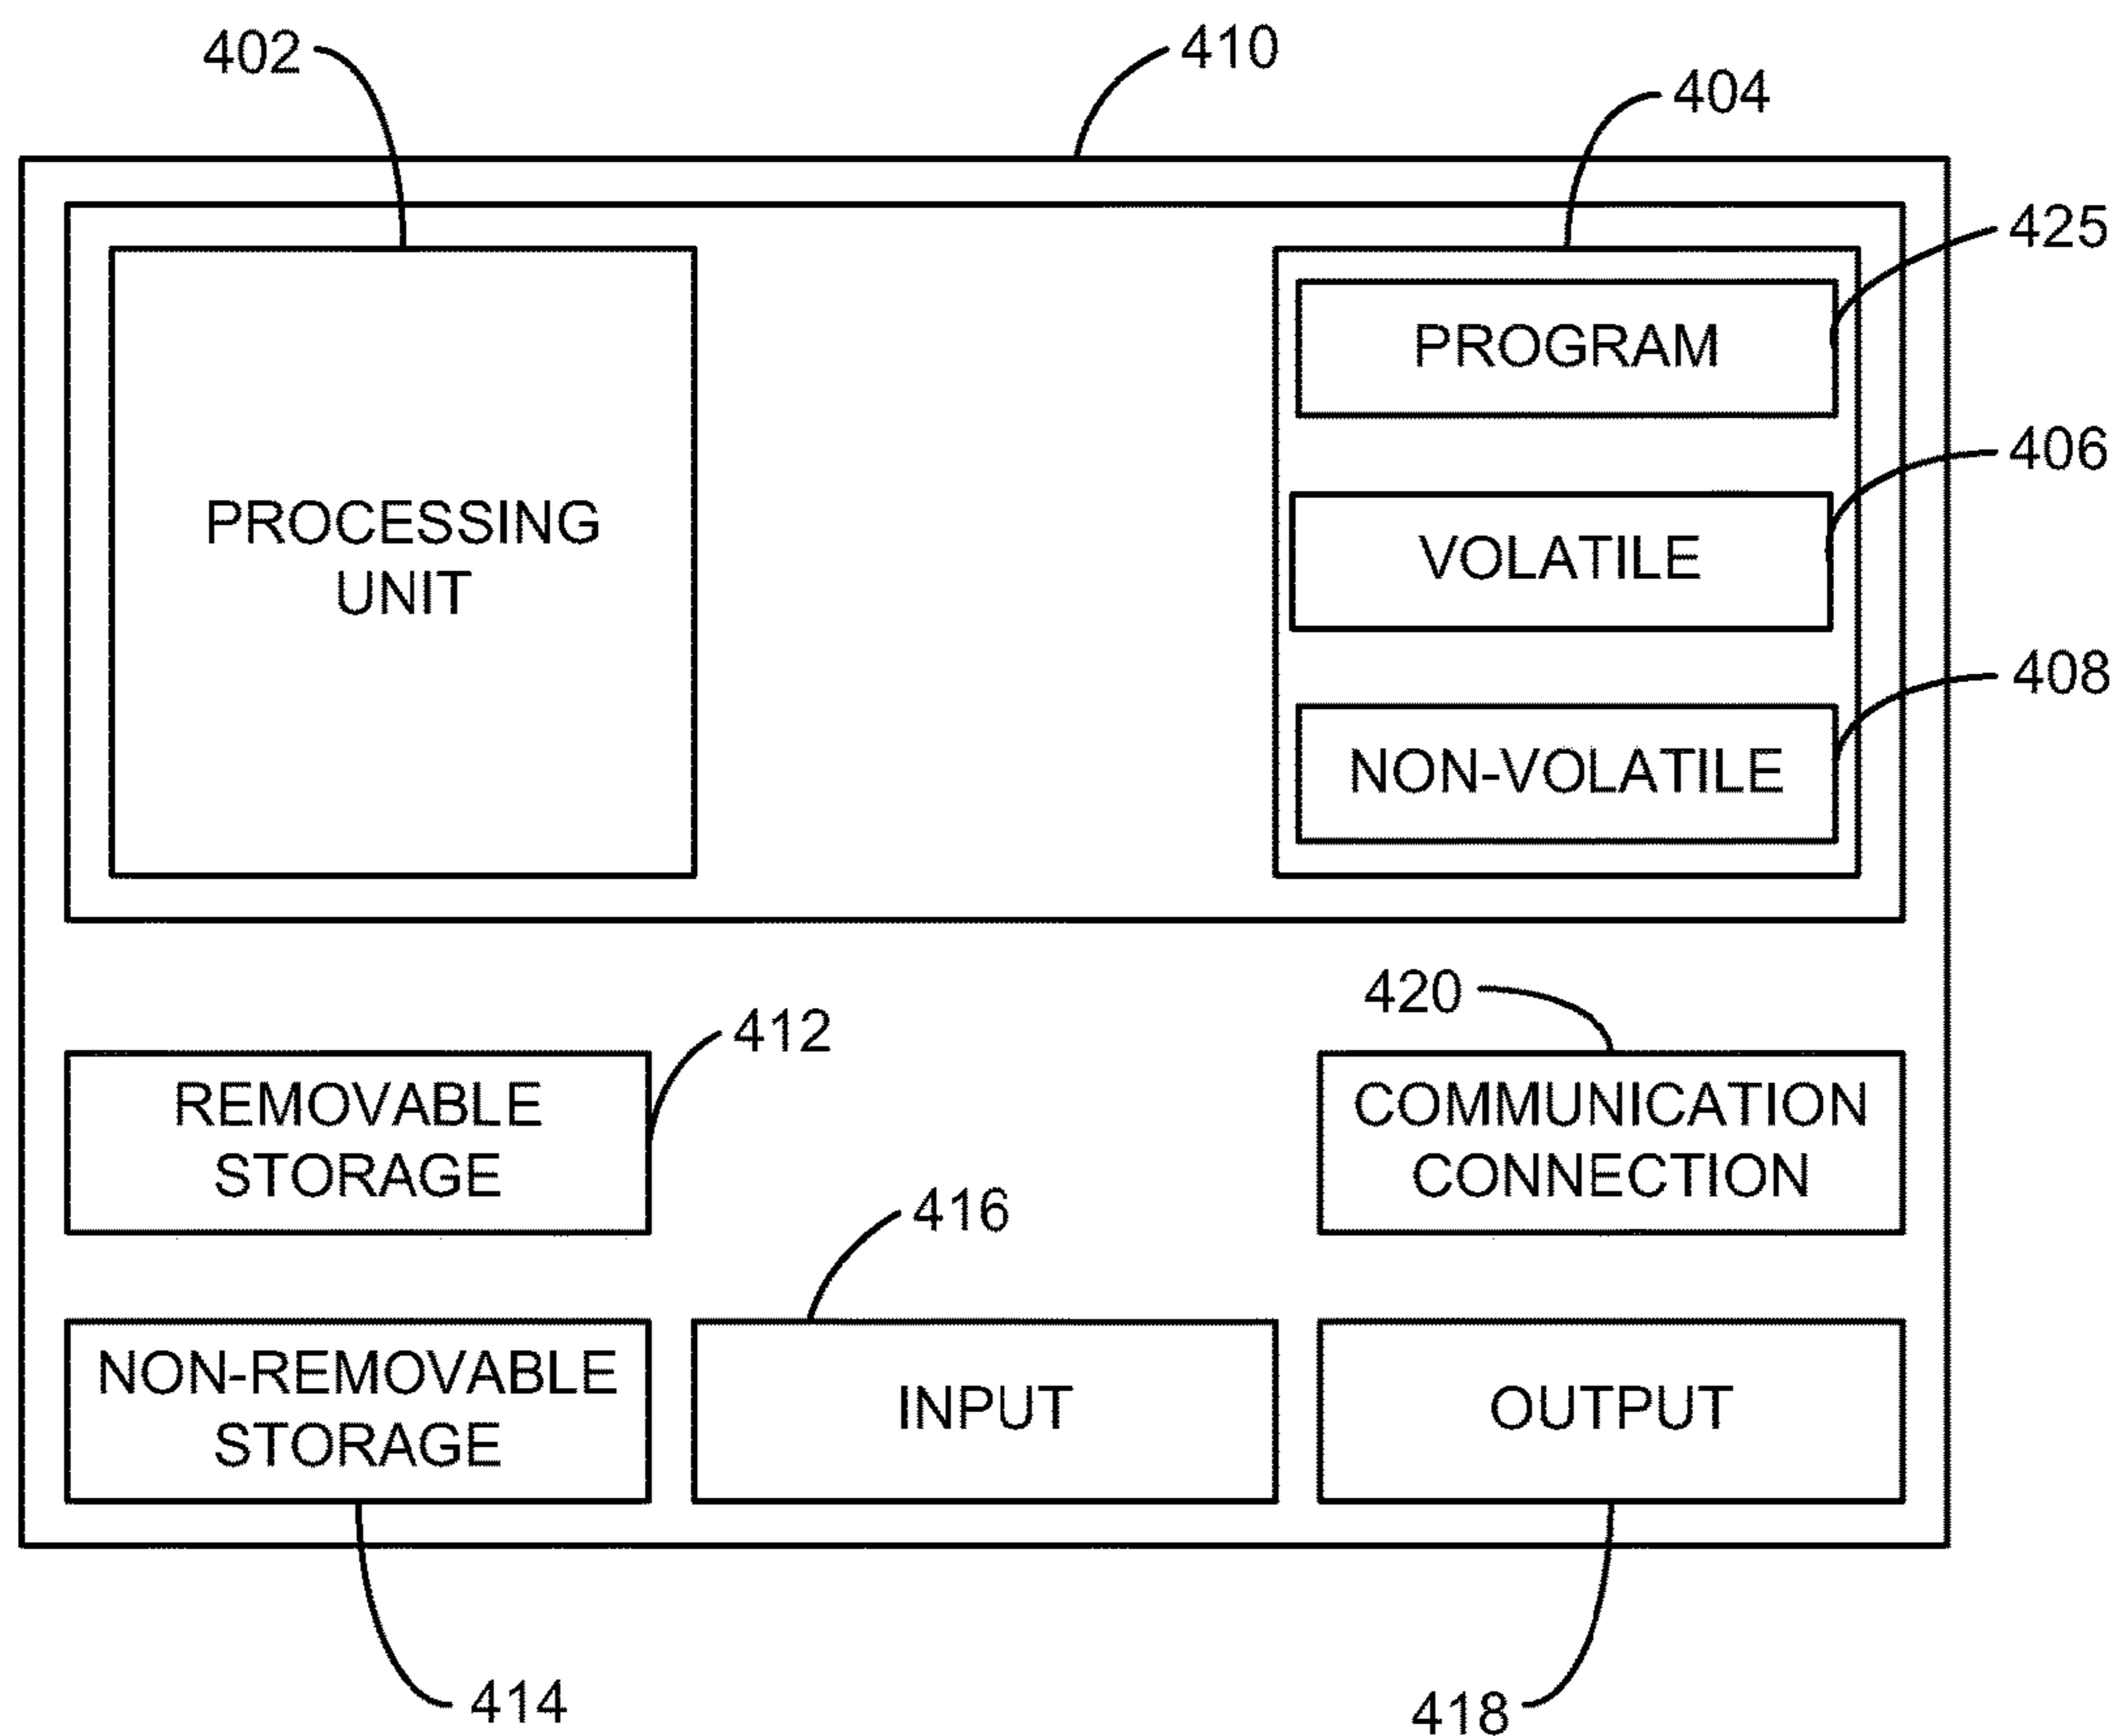 402
410
404
425
PROGRAM
406
PROCESSING
UNIT
VOLATILE
408
NON-VOLATILE
420
412
REMOVABLE
STORAGE
COMMUNICATION
CONNECTION
416
NON-REMOVABLE
STORAGE
INPUT
OUTPUT
414
418